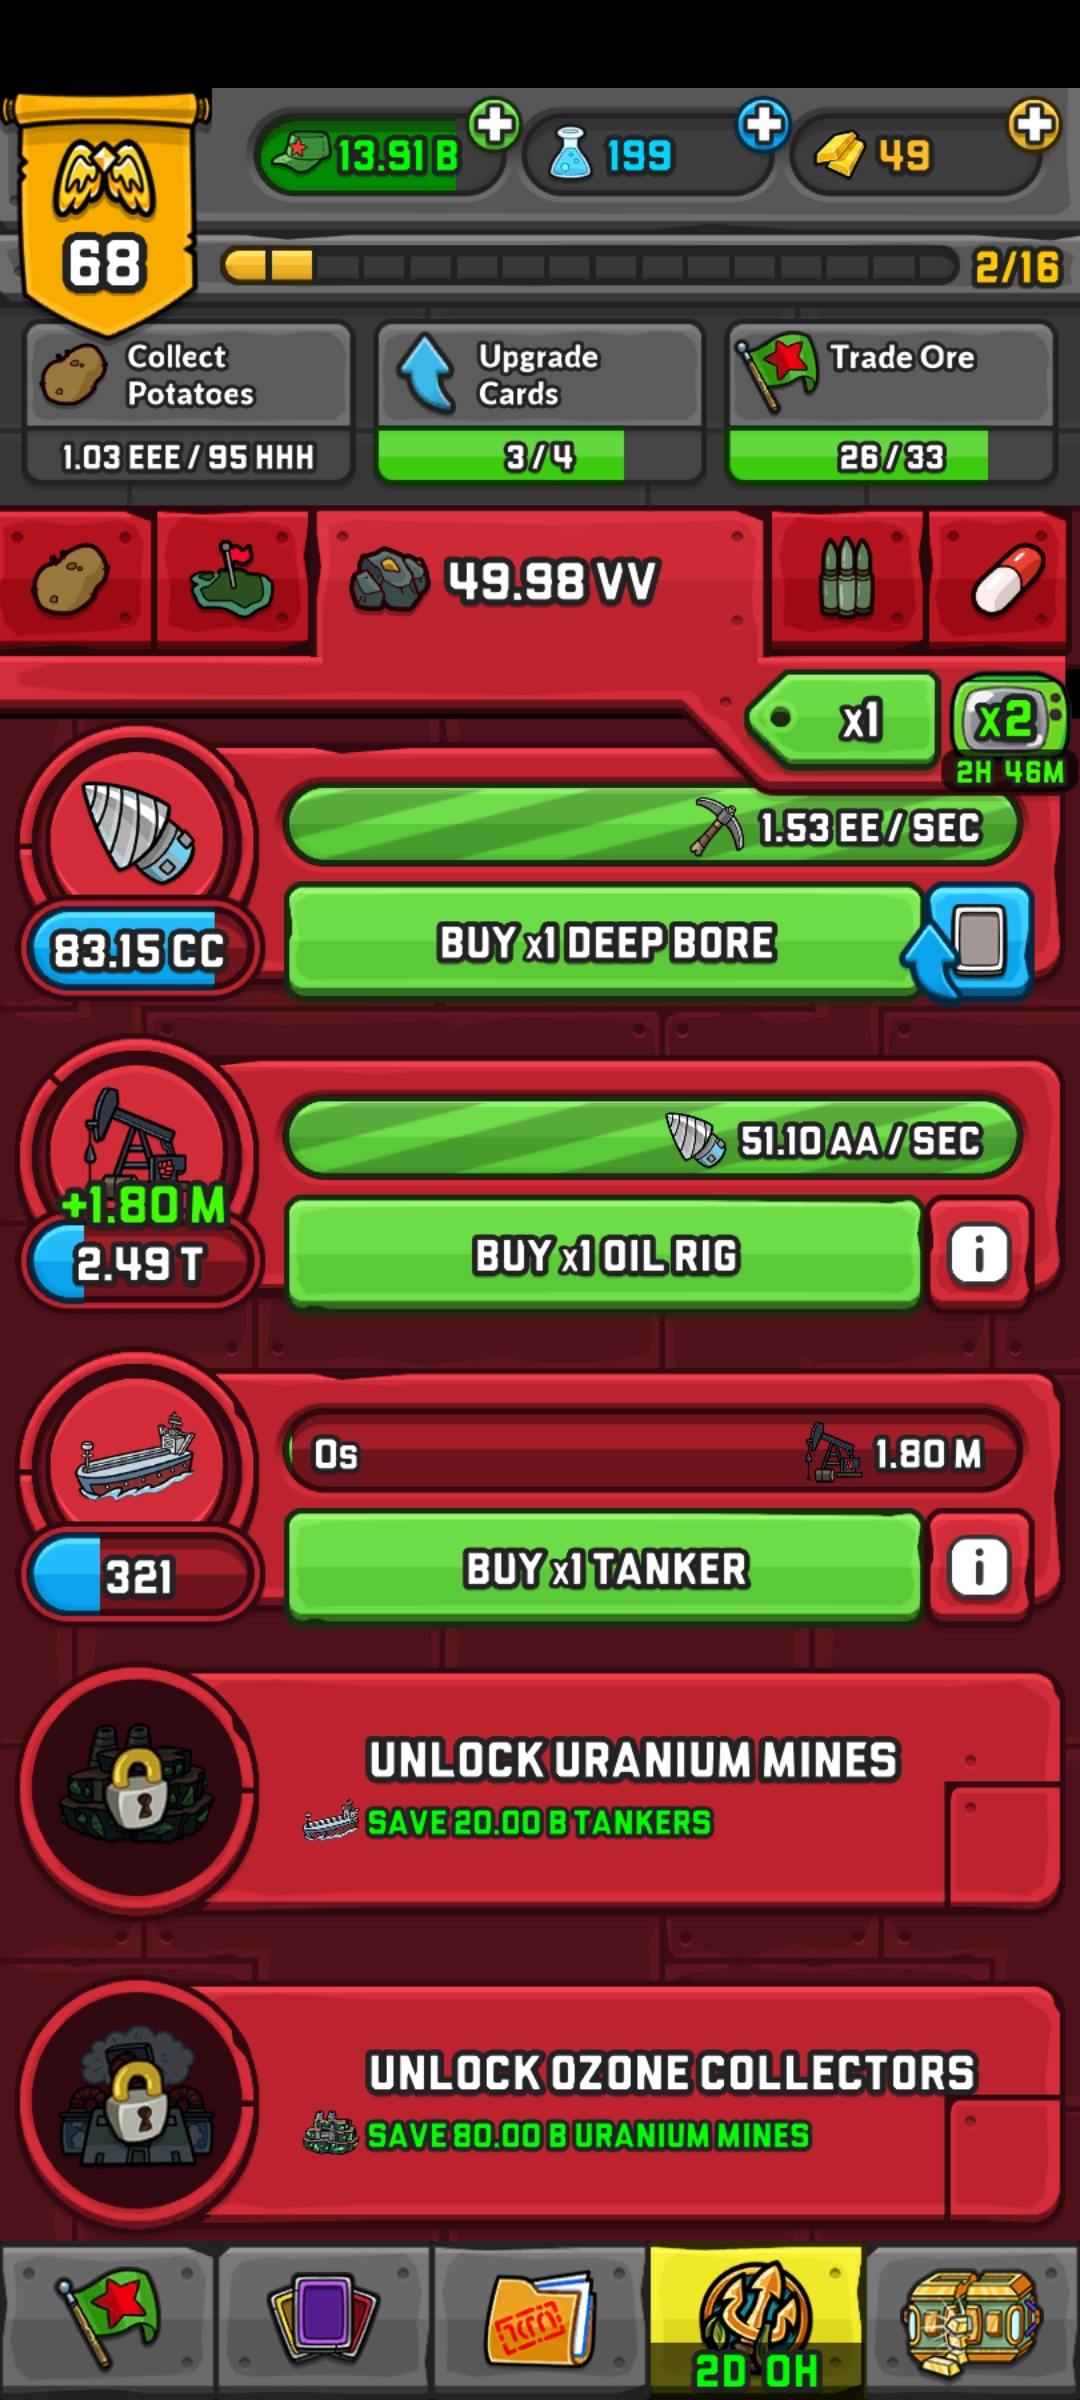 13.91 B
199
49
68
2/16
Collect
Potatoes
1.03 EEE / 95 HHH
Upgrade
Cards
3/4
Trade Ore
26/33
49.98 VV
x1
x2
2H 46M
1.53 EE / SEC
83.15 CC
BUY x1 DEEP BORE
51.10 AA / SEC
+1.80 M
2.49 T
BUY x1 OIL RIG
i
0s
1.80 M
321
BUY x1 TANKER
i
UNLOCK URANIUM MINES
SAVE 20.00 B TANKERS
UNLOCK OZONE COLLECTORS
SAVE 80.00 B URANIUM MINES
2D 0H